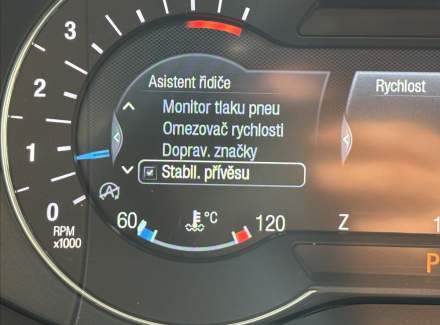 3
2
1
0
RPM
x1000
Asistent řidiče
Monitor tlaku pneu
Omezovač rychlosti
Doprav. značky
Stabil. přívěsu
60 °C 120
Rychlost
Z 1
P